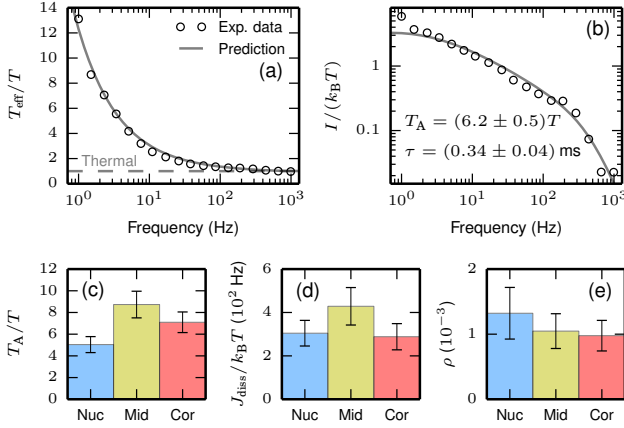 14
12
10
8
6
4
2
0
T_eff/T
Exp. data
Prediction
(a)
Thermal
10^0
10^1
10^2
10^3
Frequency (Hz)
1
0.1
I/(k_BT)
(b)
T_A = (6.2 ± 0.5)T
τ = (0.34 ± 0.04) ms
10^0
10^1
10^2
10^3
Frequency (Hz)
12
10
8
6
4
2
0
T_A/T
(c)
Nuc Mid Cor
6
4
2
0
J_diss/k_BT (10^2 Hz)
(d)
Nuc Mid Cor
2
1
0
ρ (10^-3)
(e)
Nuc Mid Cor